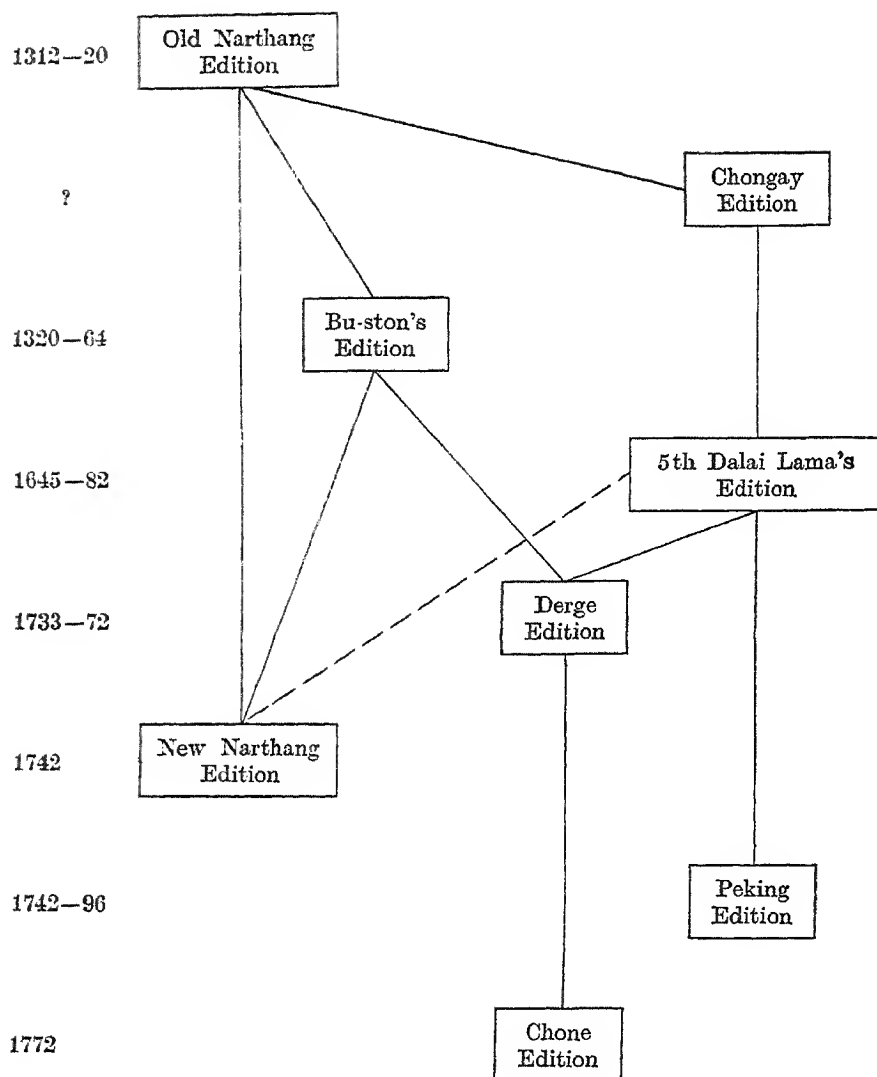 1312—20
Old Narthang
Edition
?
Chongay
Edition
1320—64
Bu-ston's
Edition
1645—82
5th Dalai Lama's
Edition
1733—72
Derge
Edition
1742
New Narthang
Edition
1742—96
Peking
Edition
1772
Chone
Edition